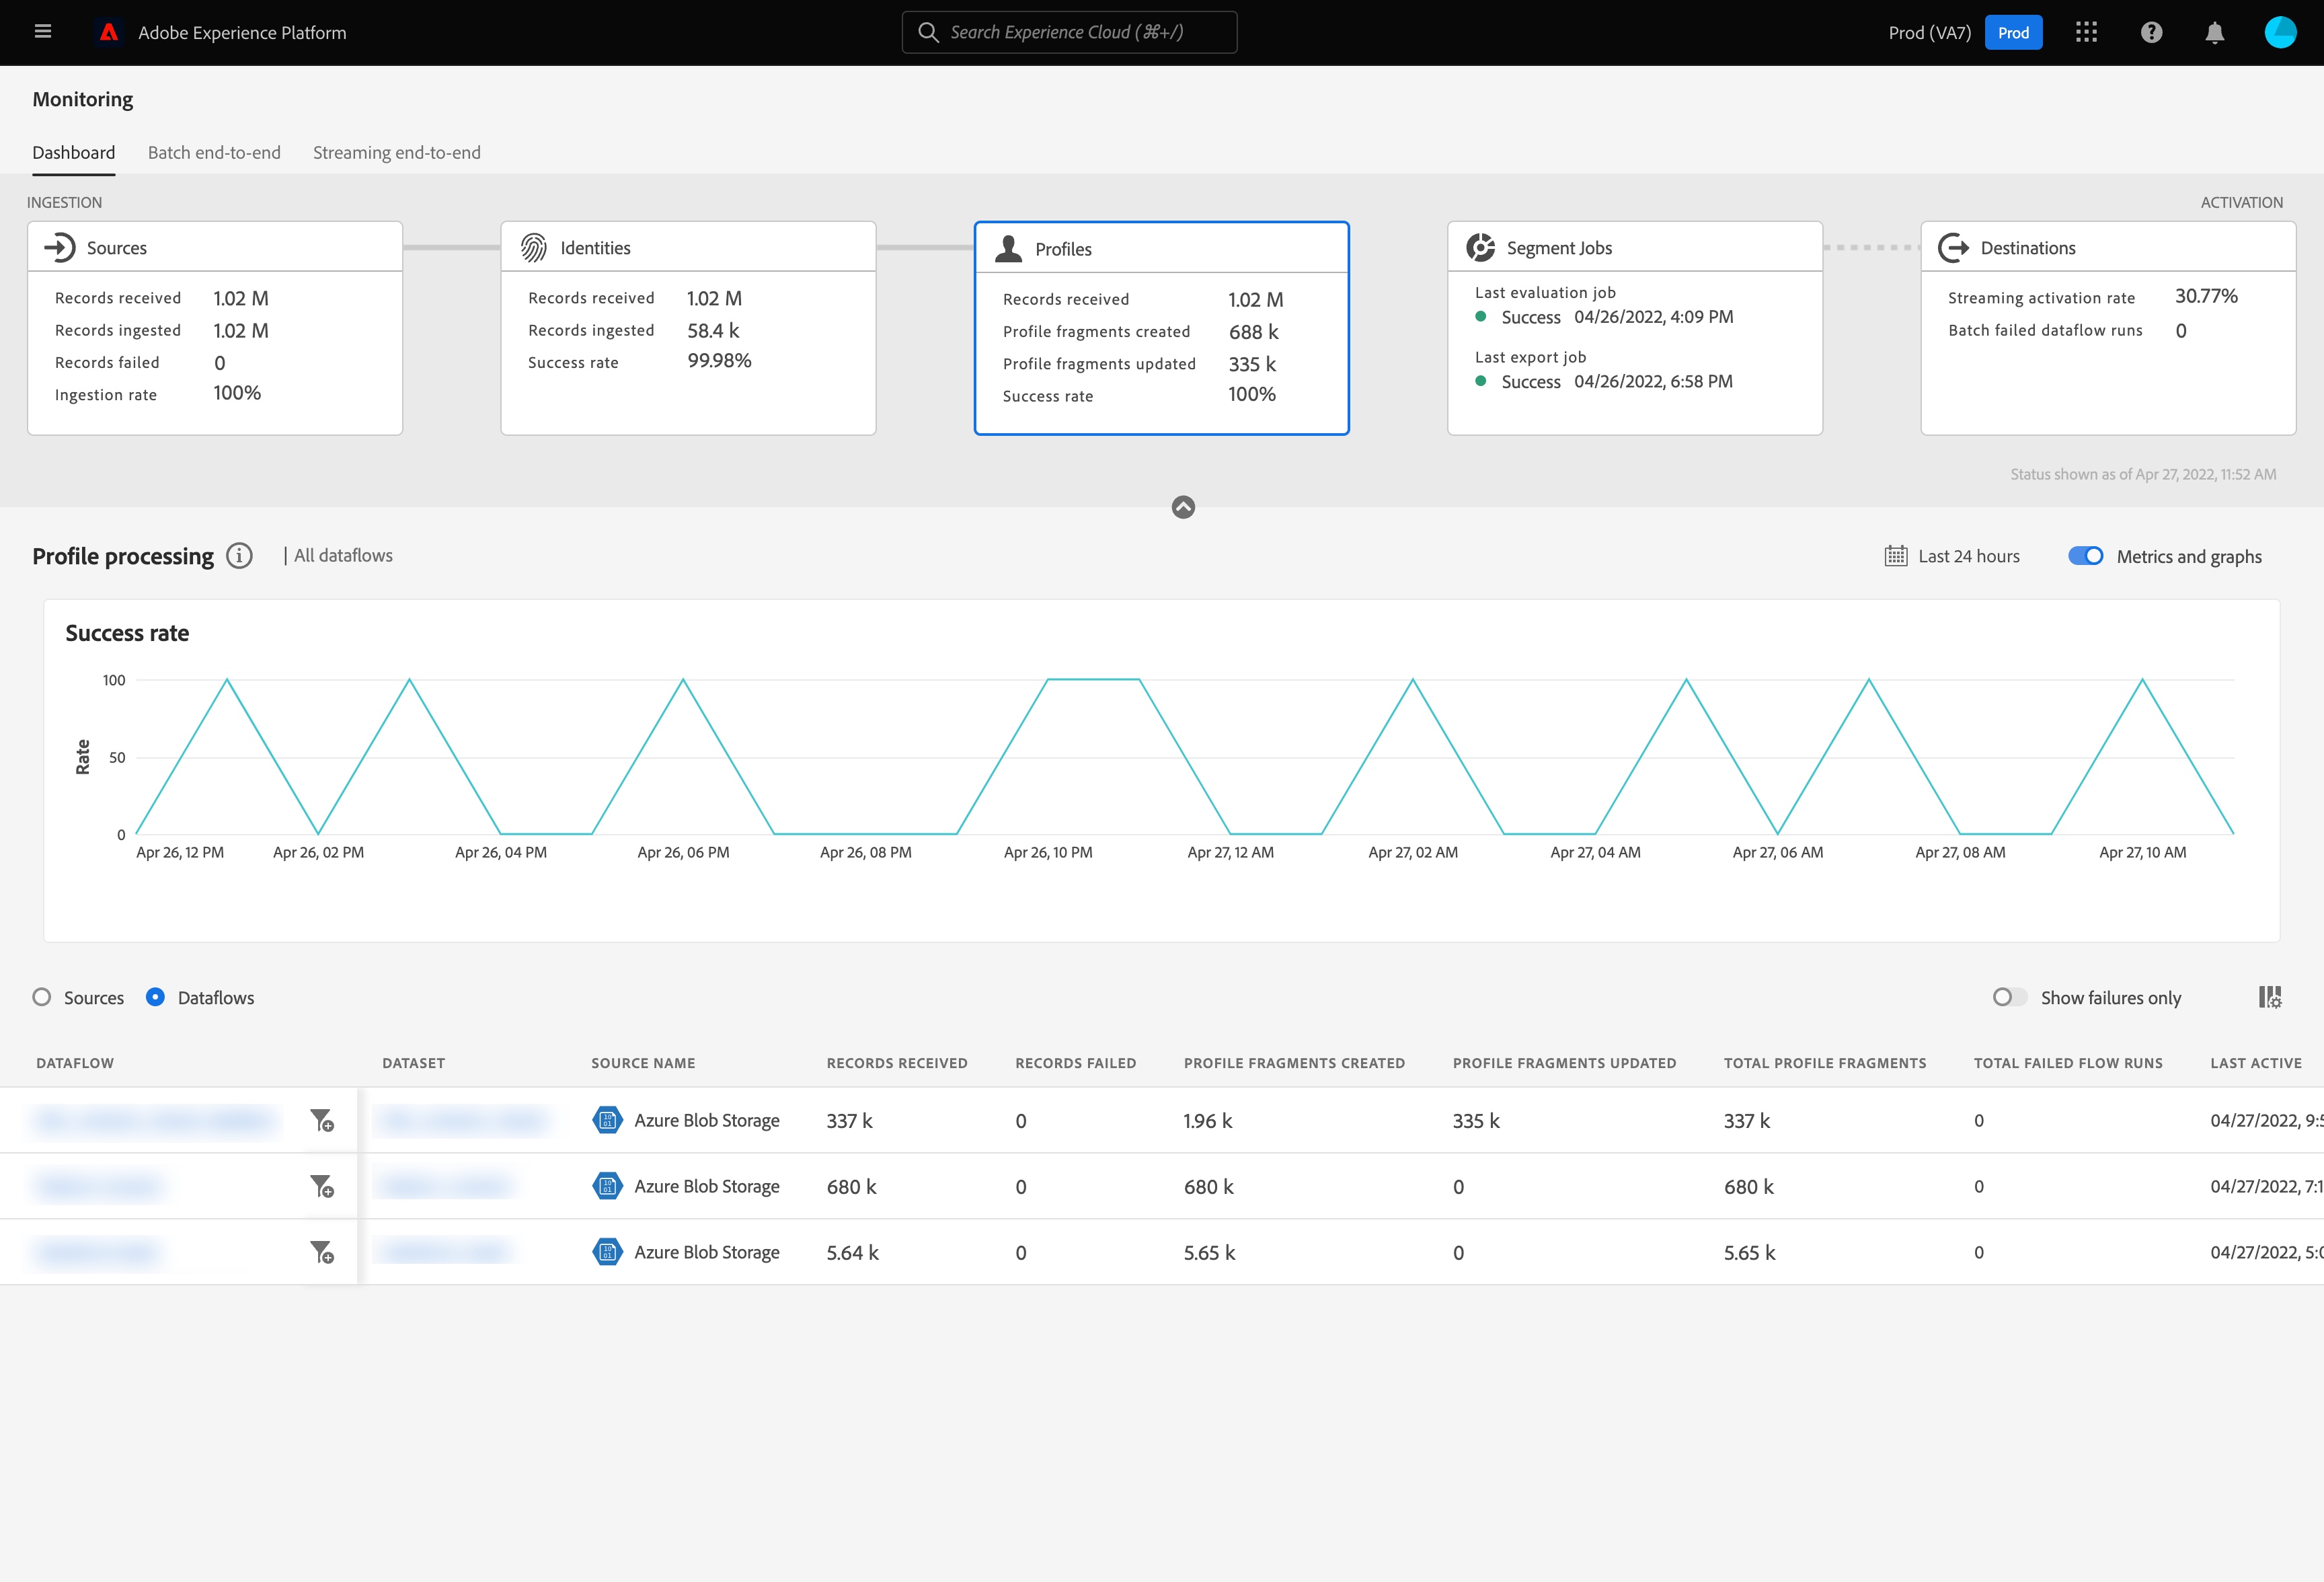 Adobe Experience Platform
Search Experience Cloud (⌘+/)
Prod (VA7)
Prod
Monitoring
Dashboard
Batch end-to-end
Streaming end-to-end
INGESTION
ACTIVATION
Sources
Records received 1.02 M
Records ingested 1.02 M
Records failed 0
Ingestion rate 100%
Identities
Records received 1.02 M
Records ingested 58.4 k
Success rate 99.98%
Profiles
Records received 1.02 M
Profile fragments created 688 k
Profile fragments updated 335 k
Success rate 100%
Segment Jobs
Last evaluation job
Success 04/26/2022, 4:09 PM
Last export job
Success 04/26/2022, 6:58 PM
Destinations
Streaming activation rate 30.77%
Batch failed dataflow runs 0
Status shown as of Apr 27, 2022, 11:52 AM
Profile processing
| All dataflows
Last 24 hours
Metrics and graphs
Success rate
Rate
100
50
0
Apr 26, 12 PM Apr 26, 02 PM Apr 26, 04 PM Apr 26, 06 PM Apr 26, 08 PM Apr 26, 10 PM Apr 27, 12 AM Apr 27, 02 AM Apr 27, 04 AM Apr 27, 06 AM Apr 27, 08 AM Apr 27, 10 AM
Sources
Dataflows
Show failures only
DATAFLOW DATASET SOURCE NAME RECORDS RECEIVED RECORDS FAILED PROFILE FRAGMENTS CREATED PROFILE FRAGMENTS UPDATED TOTAL PROFILE FRAGMENTS TOTAL FAILED FLOW RUNS LAST ACTIVE
Azure Blob Storage 337 k 0 1.96 k 335 k 337 k 0 04/27/2022, 9:5
Azure Blob Storage 680 k 0 680 k 0 680 k 0 04/27/2022, 7:1
Azure Blob Storage 5.64 k 0 5.65 k 0 5.65 k 0 04/27/2022, 5:0